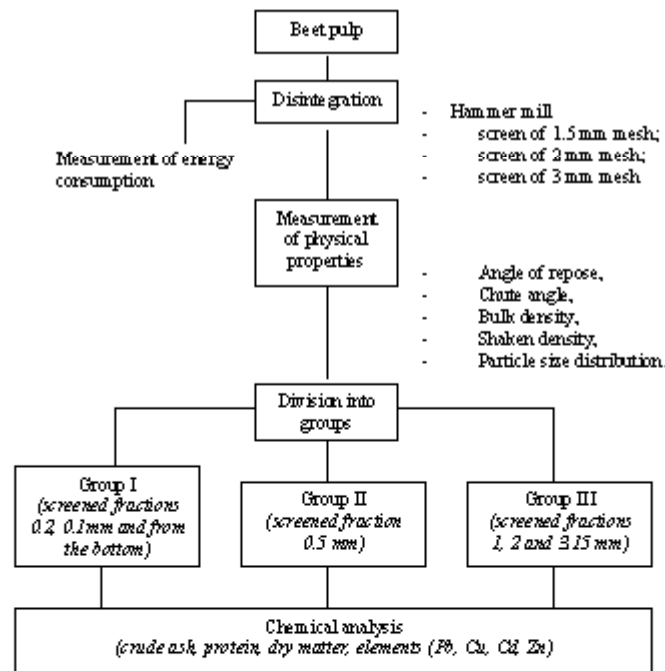 Beet pulp
Disintegration
- Hammer mill
- screen of 1.5 mm mesh;
- screen of 2 mm mesh;
- screen of 3 mm mesh
Measurement of energy
consumption
Measurement
of physical
properties
- Angle of repose,
- Chute angle,
- Bulk density,
- Shaken density,
- Particle size distribution.
Division into
groups
Group I
(screened fractions
0.2, 0.1mm and from
the bottom)
Group II
(screened fraction
0.5 mm)
Group III
(screened fractions
1, 2 and 3.15 mm)
Chemical analysis
(crude ash, protein, dry matter, elements (Pb, Cu, Cd, Zn)